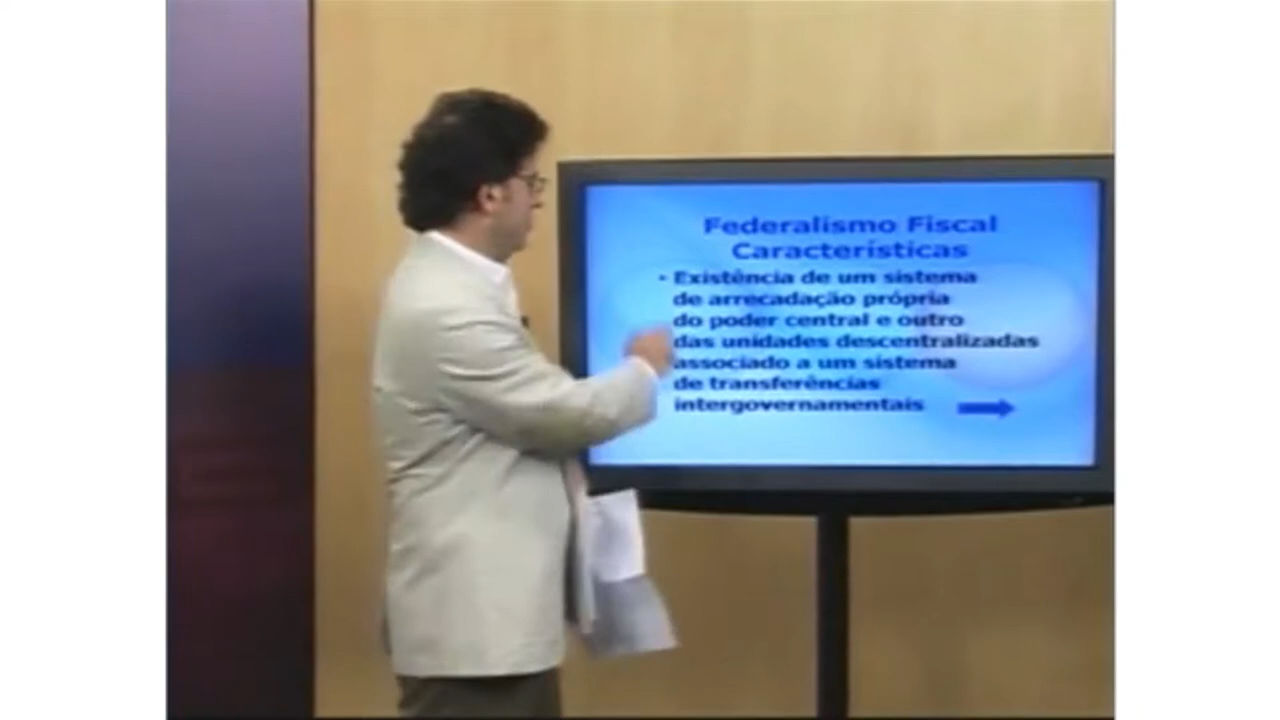 Federalismo Fiscal
Características
• Existência de um sistema
de arrecadação própria
do poder central e outro
das unidades descentralizadas
associado a um sistema
de transferências
intergovernamentais